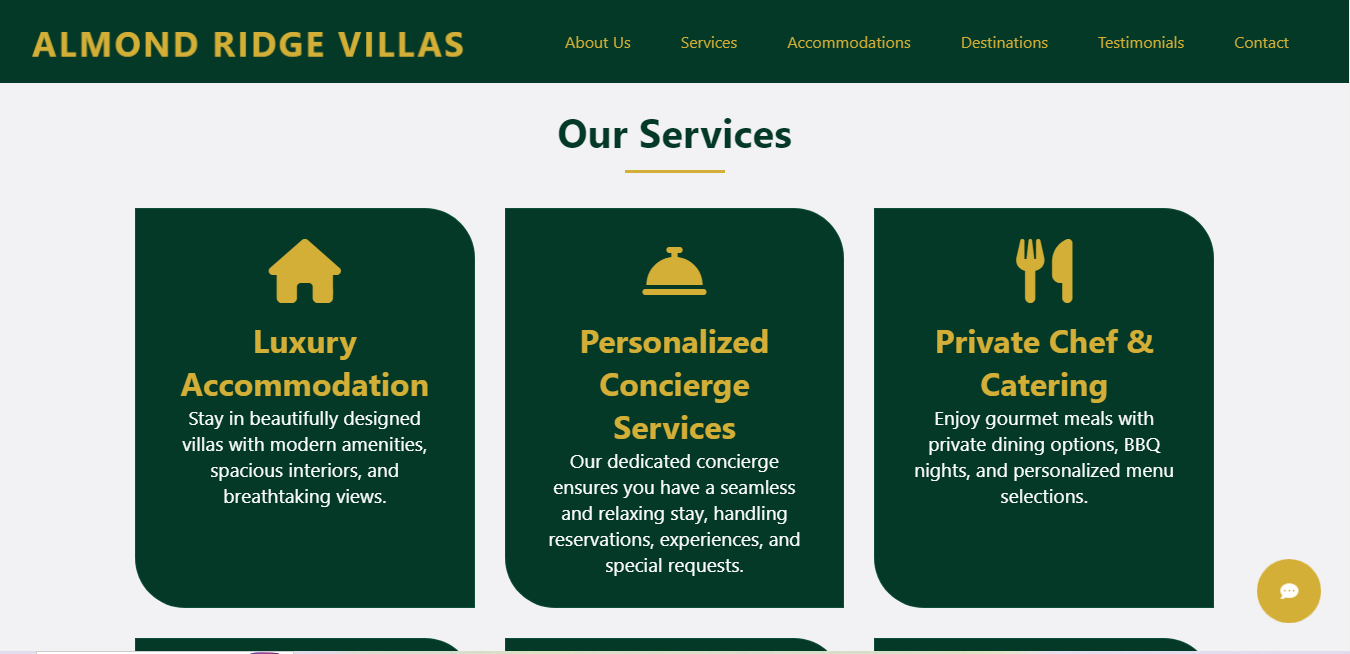 ALMOND RIDGE VILLAS
About Us
Services
Accommodations
Destinations
Testimonials
Contact
Our Services
Luxury
Accommodation
Stay in beautifully designed
villas with modern amenities,
spacious interiors, and
breathtaking views.
Personalized
Concierge
Services
Our dedicated concierge
ensures you have a seamless
and relaxing stay, handling
reservations, experiences, and
special requests.
Private Chef &
Catering
Enjoy gourmet meals with
private dining options, BBQ
nights, and personalized menu
selections.